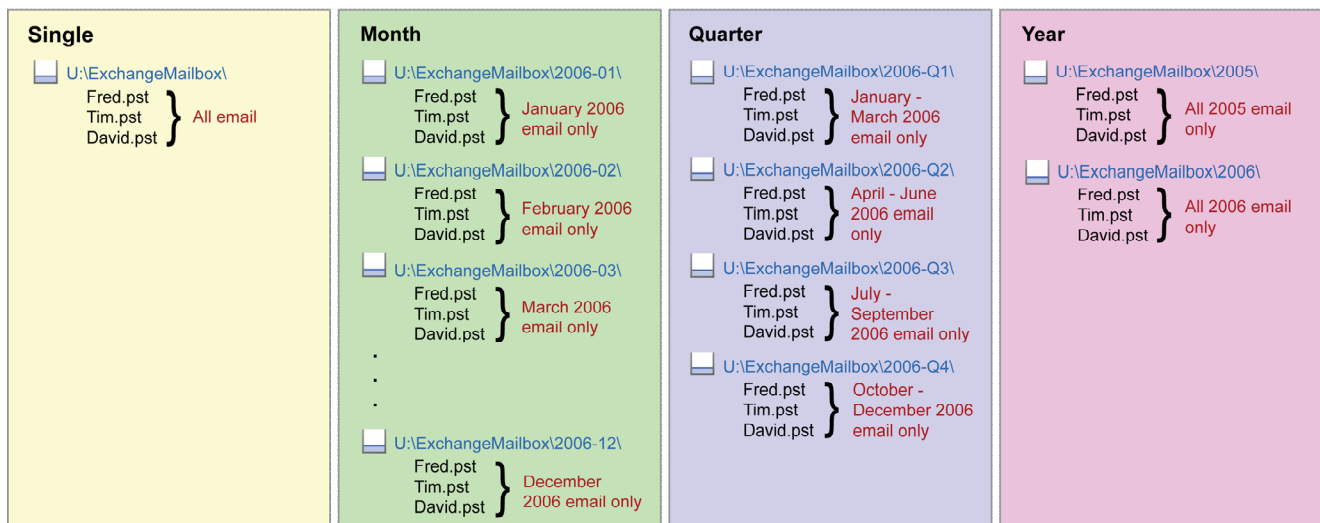 Single
U:\ExchangeMailbox\
Fred.pst
Tim.pst
David.pst
All email
Month
U:\ExchangeMailbox\2006-01\
Fred.pst
Tim.pst
David.pst
January 2006
email only
U:\ExchangeMailbox\2006-02\
Fred.pst
Tim.pst
David.pst
February 2006
email only
U:\ExchangeMailbox\2006-03\
Fred.pst
Tim.pst
David.pst
March 2006
email only
.
.
.
U:\ExchangeMailbox\2006-12\
Fred.pst
Tim.pst
David.pst
December
2006 email only
Quarter
U:\ExchangeMailbox\2006-Q1\
Fred.pst
Tim.pst
David.pst
January -
March 2006
email only
U:\ExchangeMailbox\2006-Q2\
Fred.pst
Tim.pst
David.pst
April - June
2006 email
only
U:\ExchangeMailbox\2006-Q3\
Fred.pst
Tim.pst
David.pst
July -
September
2006 email only
U:\ExchangeMailbox\2006-Q4\
Fred.pst
Tim.pst
David.pst
October -
December 2006
email only
Year
U:\ExchangeMailbox\2005\
Fred.pst
Tim.pst
David.pst
All 2005 email
only
U:\ExchangeMailbox\2006\
Fred.pst
Tim.pst
David.pst
All 2006 email
only